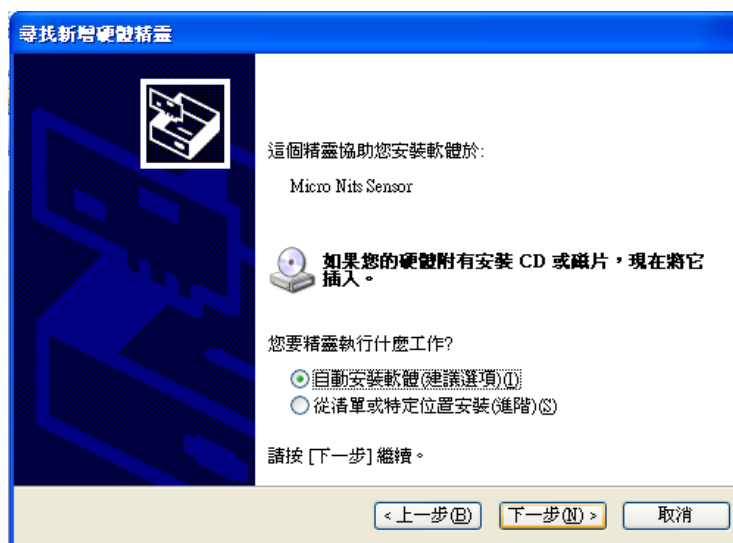 尋找新增硬體精靈
這個精靈協助您安裝軟體於:
Micro Nits Sensor
如果您的硬體附有安裝 CD 或磁片，現在將它
插入。
您要精靈執行什麼工作?
自動安裝軟體(建議選項)(I)
從清單或特定位置安裝(進階)(S)
請按 [下一步] 繼續。
< 上一步(B) 下一步(N) > 取消